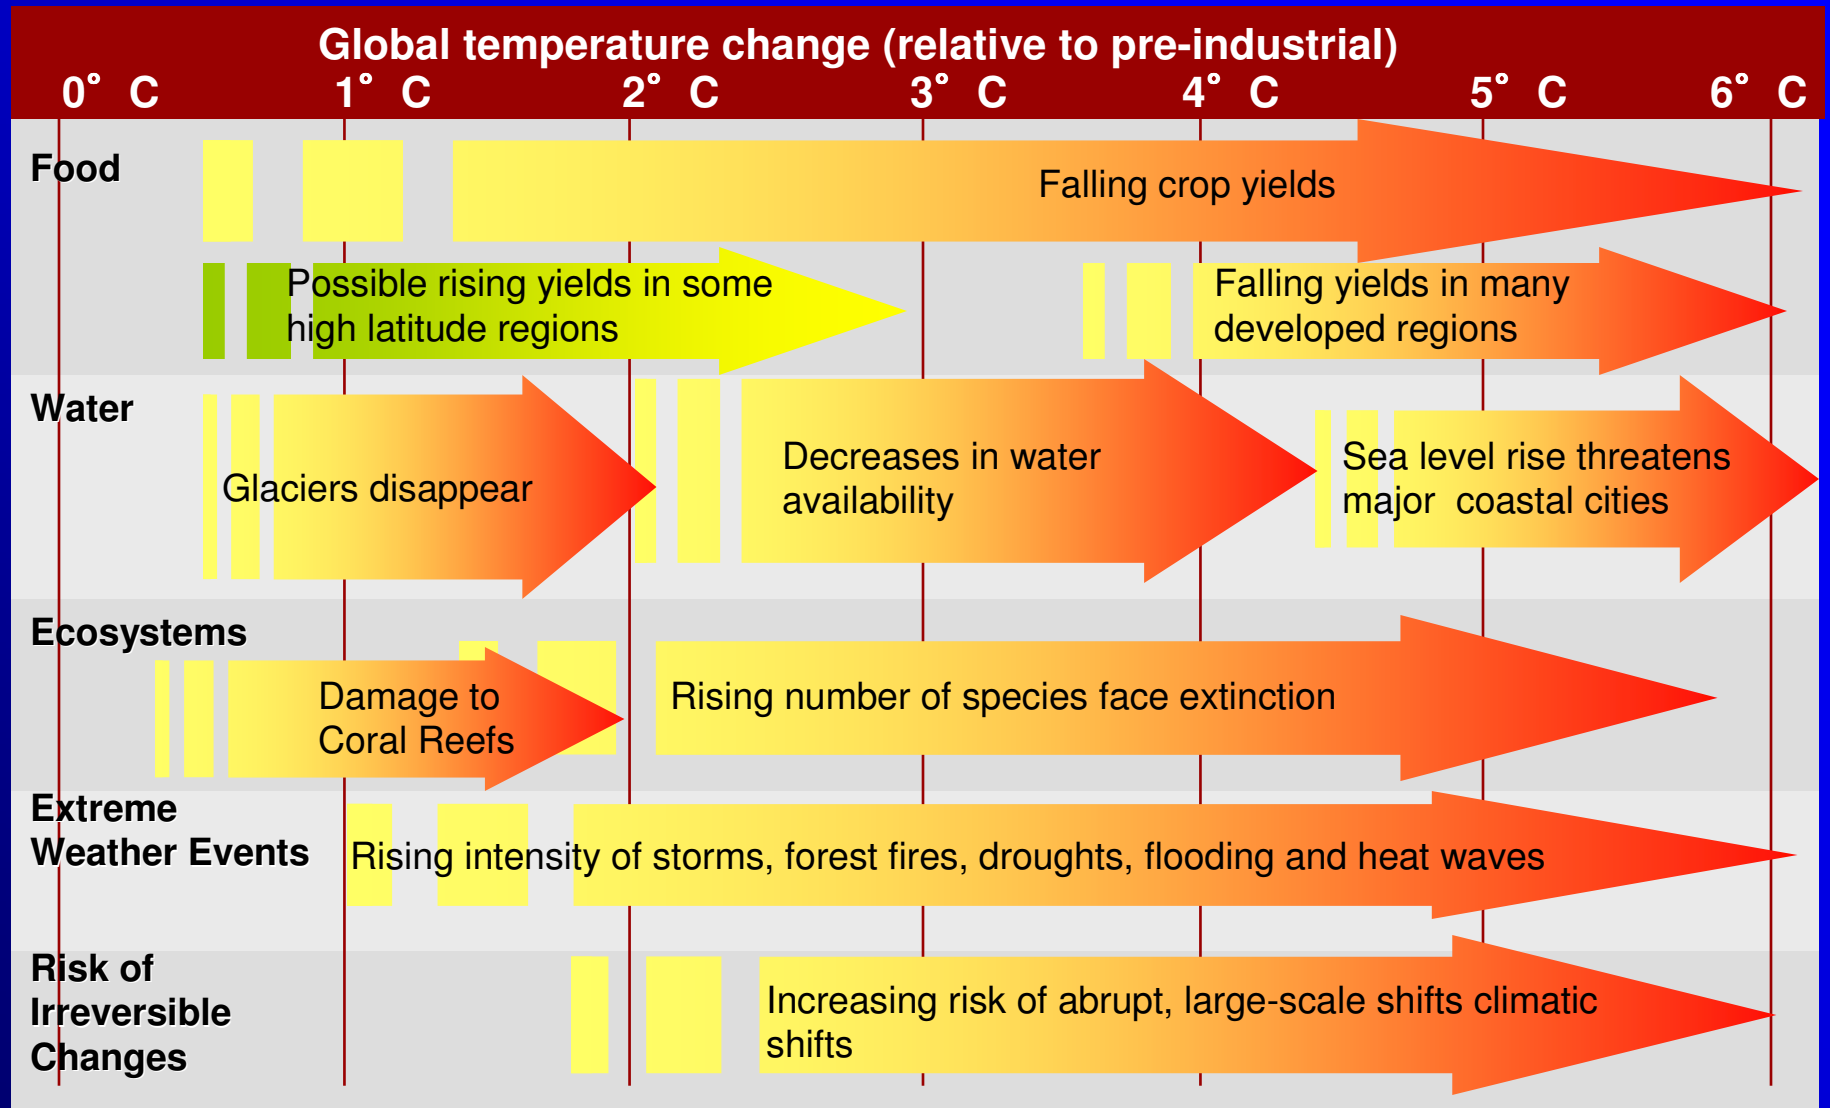 Global temperature change (relative to pre-industrial)
0° C 1° C 2° C 3° C 4° C 5° C 6° C
Food
Falling crop yields
Possible rising yields in some
high latitude regions
Falling yields in many
developed regions
Water
Glaciers disappear
Decreases in water
availability
Sea level rise threatens
major coastal cities
Ecosystems
Damage to
Coral Reefs
Rising number of species face extinction
Extreme
Weather Events
Rising intensity of storms, forest fires, droughts, flooding and heat waves
Risk of
Irreversible
Changes
Increasing risk of abrupt, large-scale shifts climatic
shifts